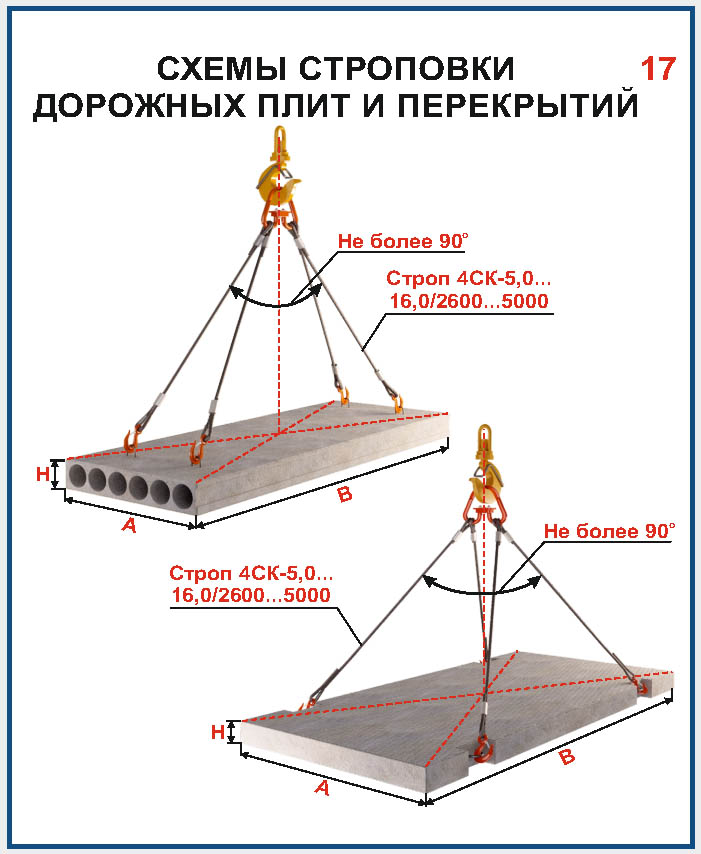 СХЕМЫ СТРОПОВКИ
17
ДОРОЖНЫХ ПЛИТ И ПЕРЕКРЫТИЙ
Не более 90°
Строп 4СК-5,0...
16,0/2600...5000
H
A
B
Не более 90°
Строп 4СК-5,0...
16,0/2600...5000
H
A
B